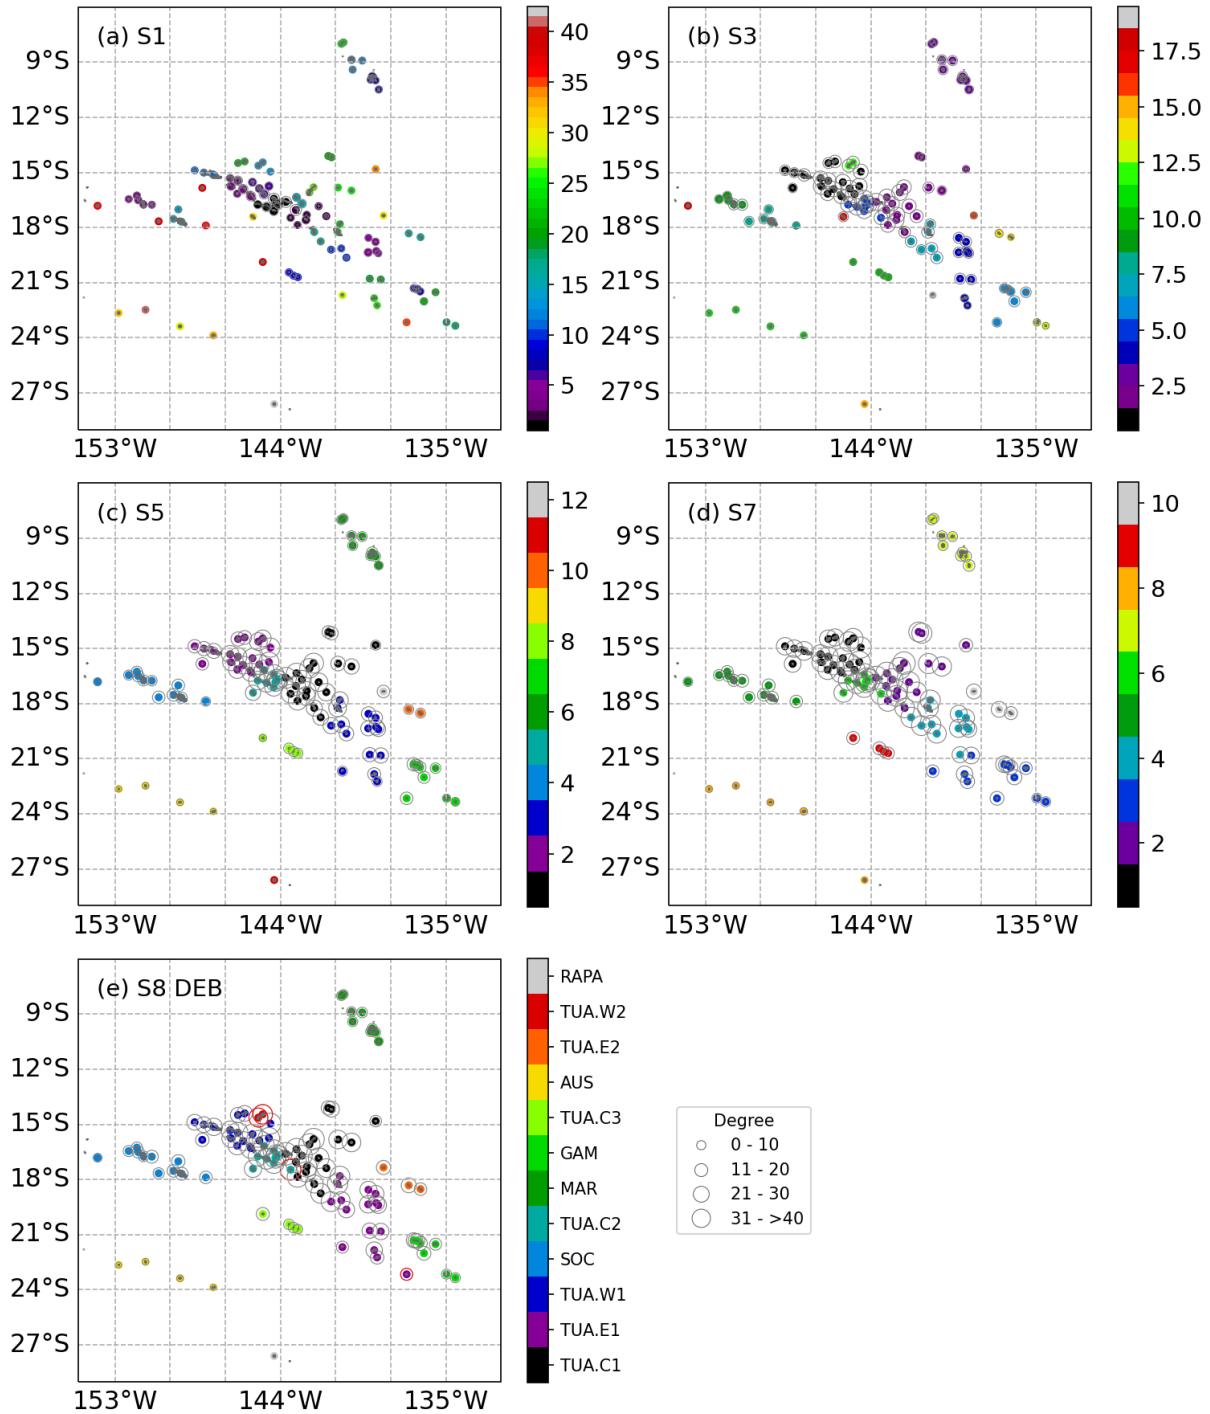 (a) S1
9°S
12°S
15°S
18°S
21°S
24°S
27°S
153°W 144°W 135°W
40
35
30
25
20
15
10
5
(b) S3
9°S
12°S
15°S
18°S
21°S
24°S
27°S
153°W 144°W 135°W
17.5
15.0
12.5
10.0
7.5
5.0
2.5
(c) S5
9°S
12°S
15°S
18°S
21°S
24°S
27°S
153°W 144°W 135°W
12
10
8
6
4
2
(d) S7
9°S
12°S
15°S
18°S
21°S
24°S
27°S
153°W 144°W 135°W
10
8
6
4
2
(e) S8 DEB
9°S
12°S
15°S
18°S
21°S
24°S
27°S
153°W 144°W 135°W
RAPA
TUA.W2
TUA.E2
AUS
TUA.C3
GAM
MAR
TUA.C2
SOC
TUA.W1
TUA.E1
TUA.C1
Degree
0 - 10
11 - 20
21 - 30
31 - >40